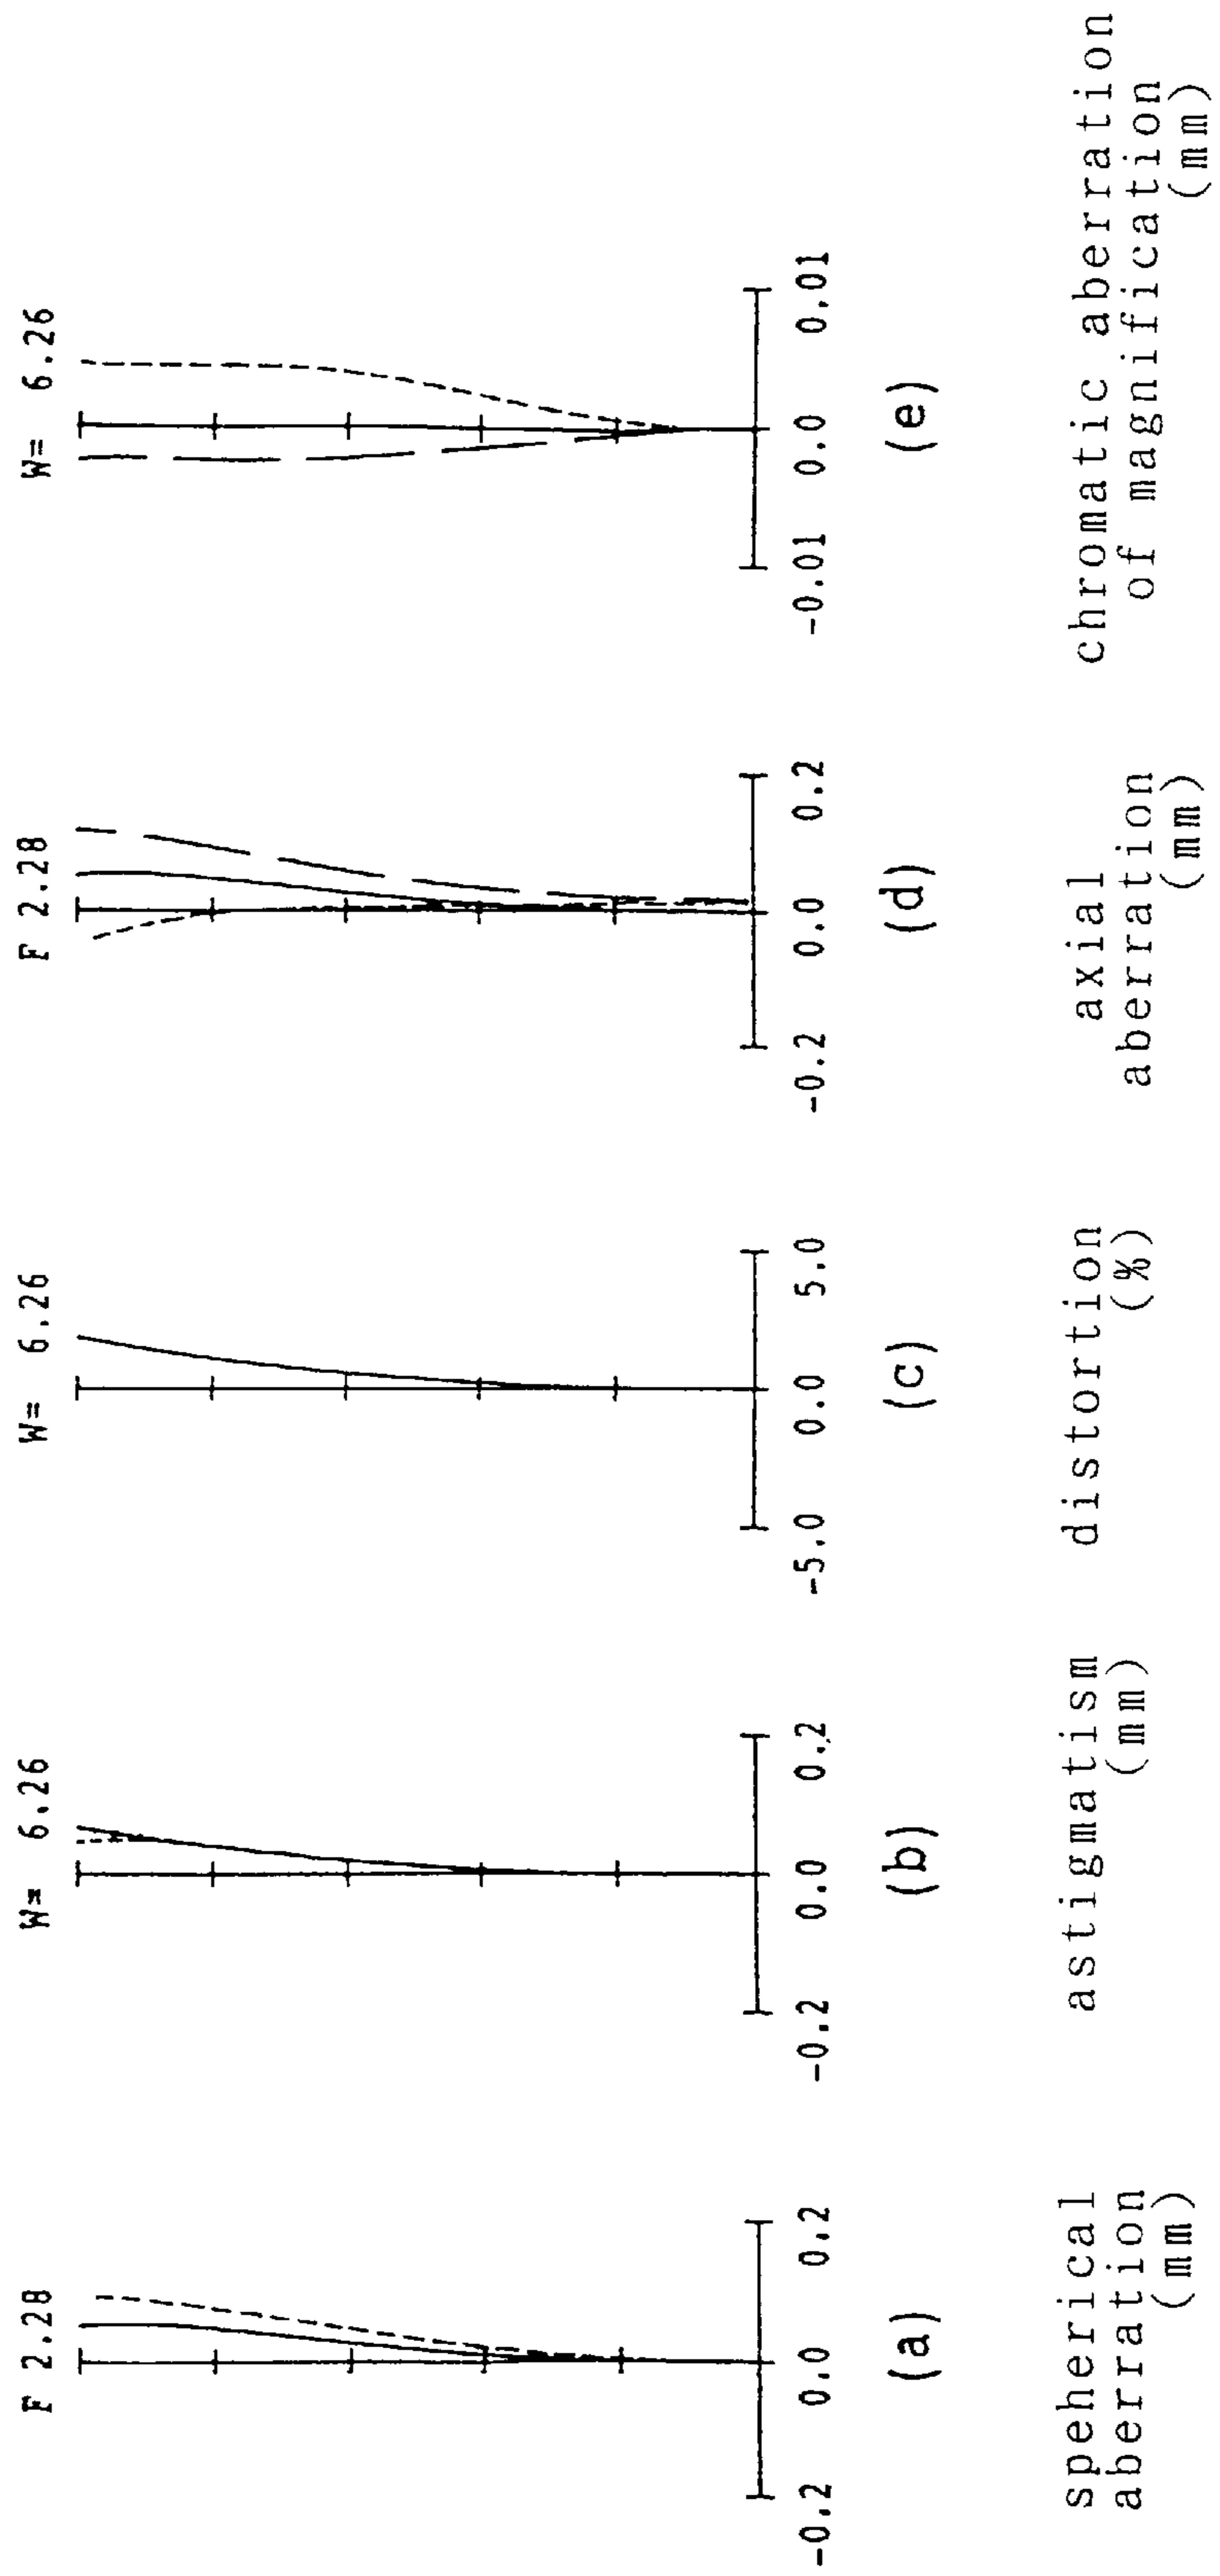 F 2.28
-0.2 0.0 0.2
(a)
speherical
aberration
(mm)
W= 6.26
-0.2 0.0 0.2
(b)
astigmatism
(mm)
W= 6.26
-5.0 0.0 5.0
(c)
distortion
(%)
F 2.28
-0.2 0.0 0.2
(d)
axial
aberration
(mm)
W= 6.26
-0.01 0.0 0.01
(e)
chromatic aberration
of magnification
(mm)